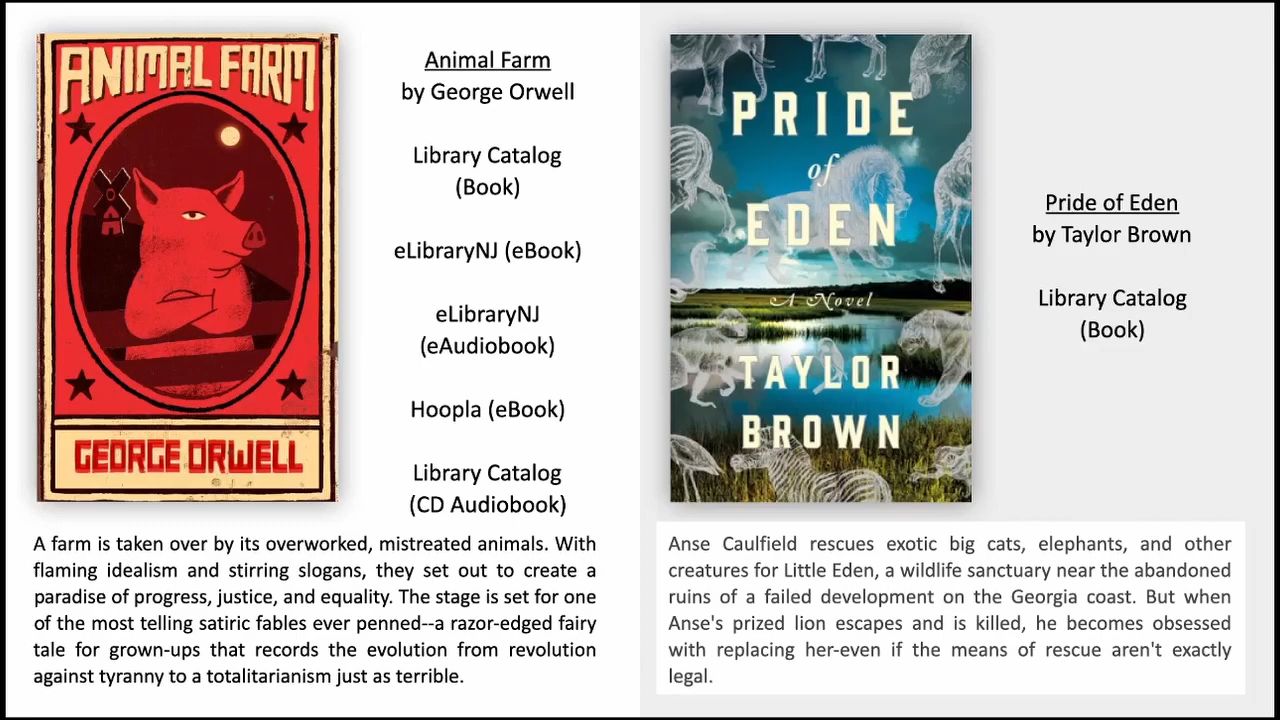 ANIMAL FARM
GEORGE ORWELL
Animal Farm
by George Orwell
Library Catalog
(Book)
eLibraryNJ (eBook)
eLibraryNJ
(eAudiobook)
Hoopla (eBook)
Library Catalog
(CD Audiobook)
A farm is taken over by its overworked, mistreated animals. With
flaming idealism and stirring slogans, they set out to create a
paradise of progress, justice, and equality. The stage is set for one
of the most telling satiric fables ever penned--a razor-edged fairy
tale for grown-ups that records the evolution from revolution
against tyranny to a totalitarianism just as terrible.
PRIDE
of
EDEN
A Novel
TAYLOR
BROWN
Pride of Eden
by Taylor Brown
Library Catalog
(Book)
Anse Caulfield rescues exotic big cats, elephants, and other
creatures for Little Eden, a wildlife sanctuary near the abandoned
ruins of a failed development on the Georgia coast. But when
Anse's prized lion escapes and is killed, he becomes obsessed
with replacing her-even if the means of rescue aren't exactly
legal.